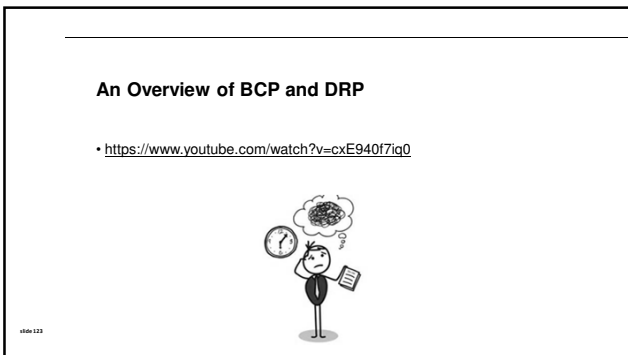 An Overview of BCP and DRP
• https://www.youtube.com/watch?v=cxE940f7iq0
slide 123